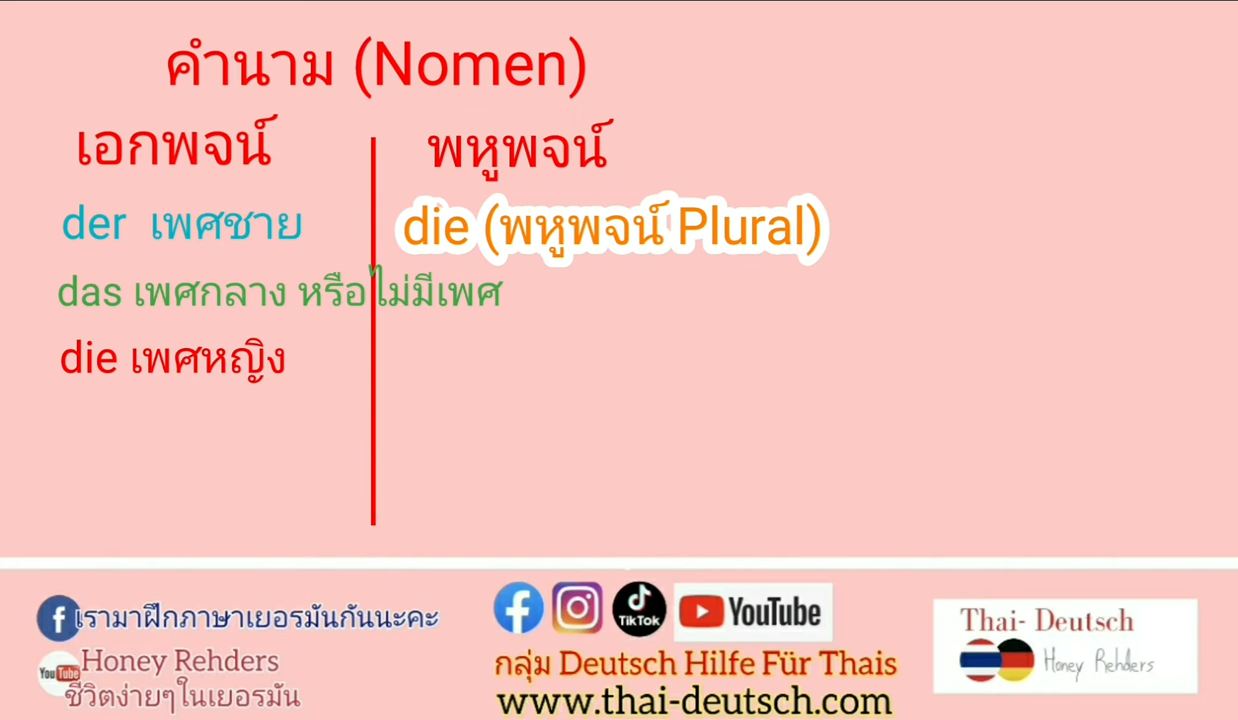 คำนาม (Nomen)
เอกพจน์
พหูพจน์
der เพศชาย
die (พหูพจน์ Plural)
das เพศกลาง หรือไม่มีเพศ
die เพศหญิง
f เรามาฝึกภาษาเยอรมันกันนะคะ
You Tube Honey Rehders
ชีวิตง่ายๆในเยอรมัน
TikTok
YouTube
กลุ่ม Deutsch Hilfe Für Thais
www.thai-deutsch.com
Thai- Deutsch
Honey Rehders